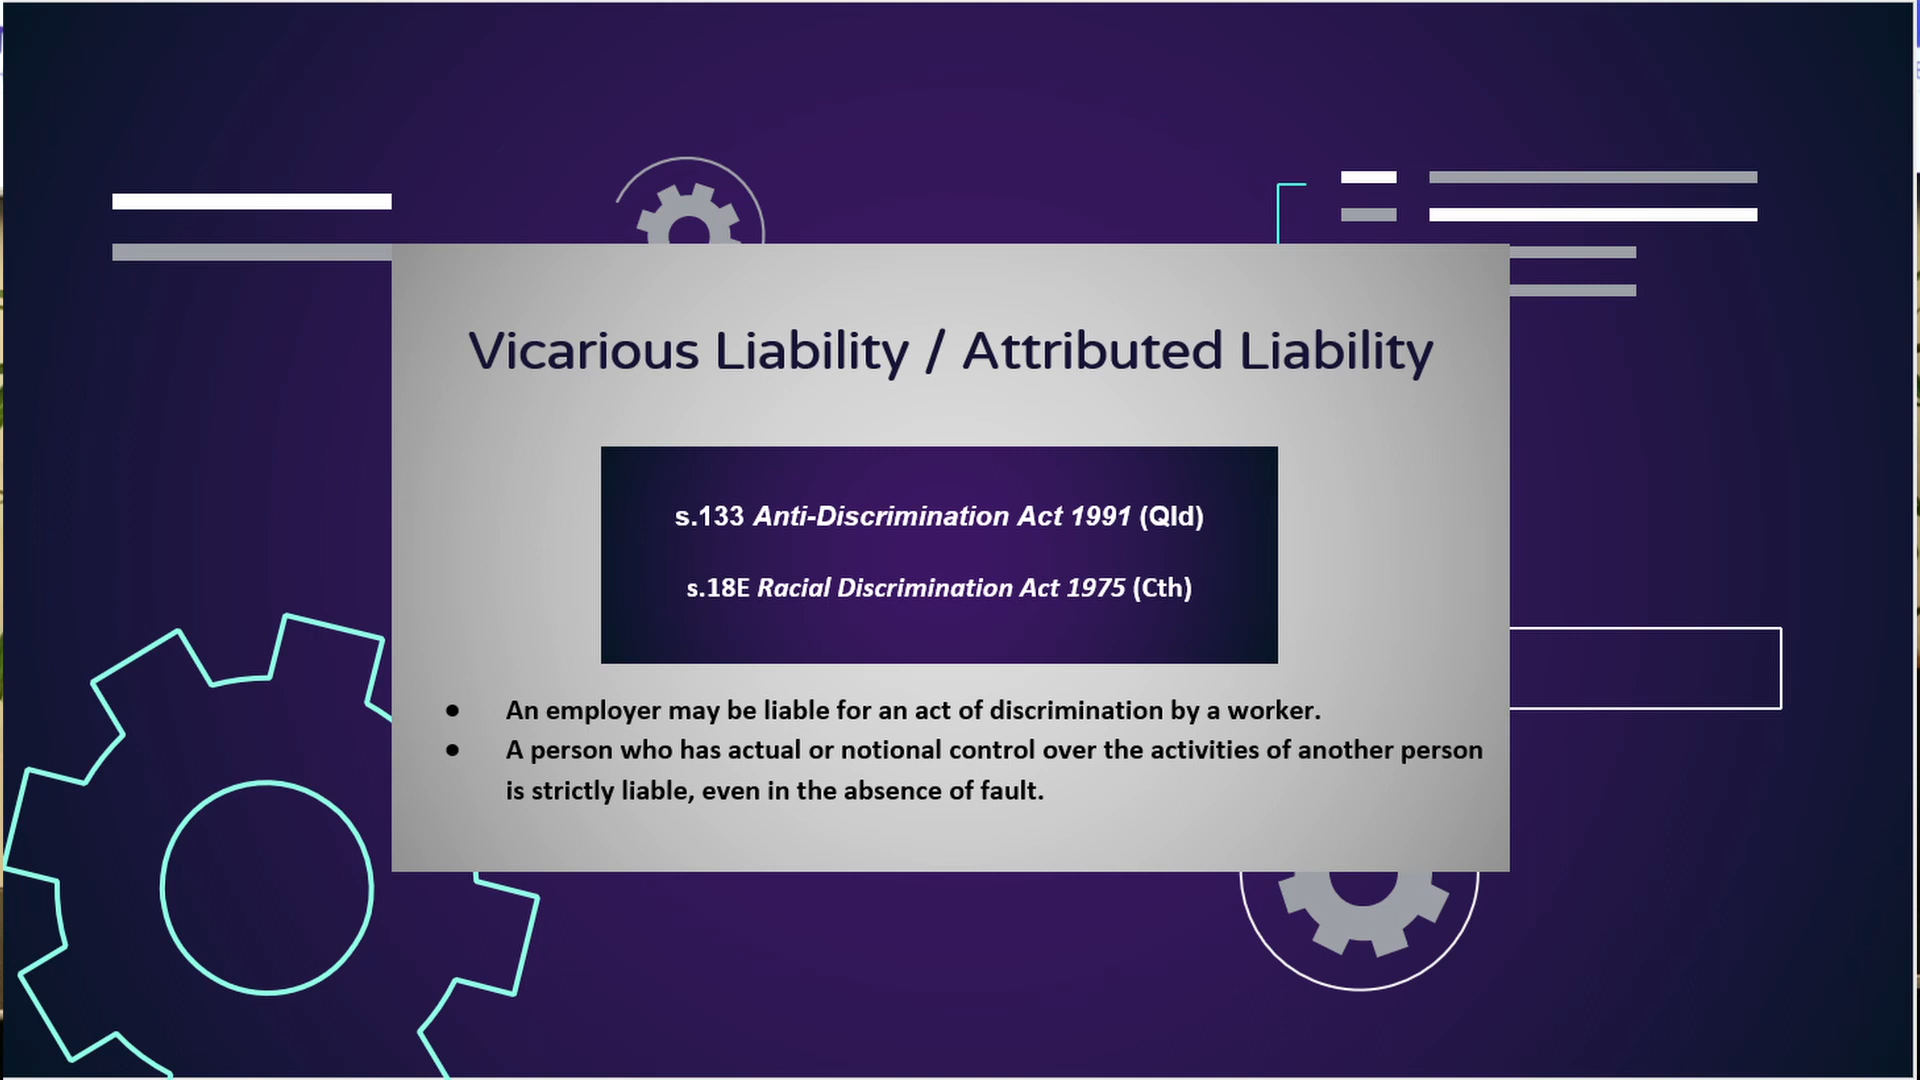 Vicarious Liability / Attributed Liability
s.133 Anti-Discrimination Act 1991 (Qld)
s.18E Racial Discrimination Act 1975 (Cth)
● An employer may be liable for an act of discrimination by a worker.
● A person who has actual or notional control over the activities of another person
is strictly liable, even in the absence of fault.